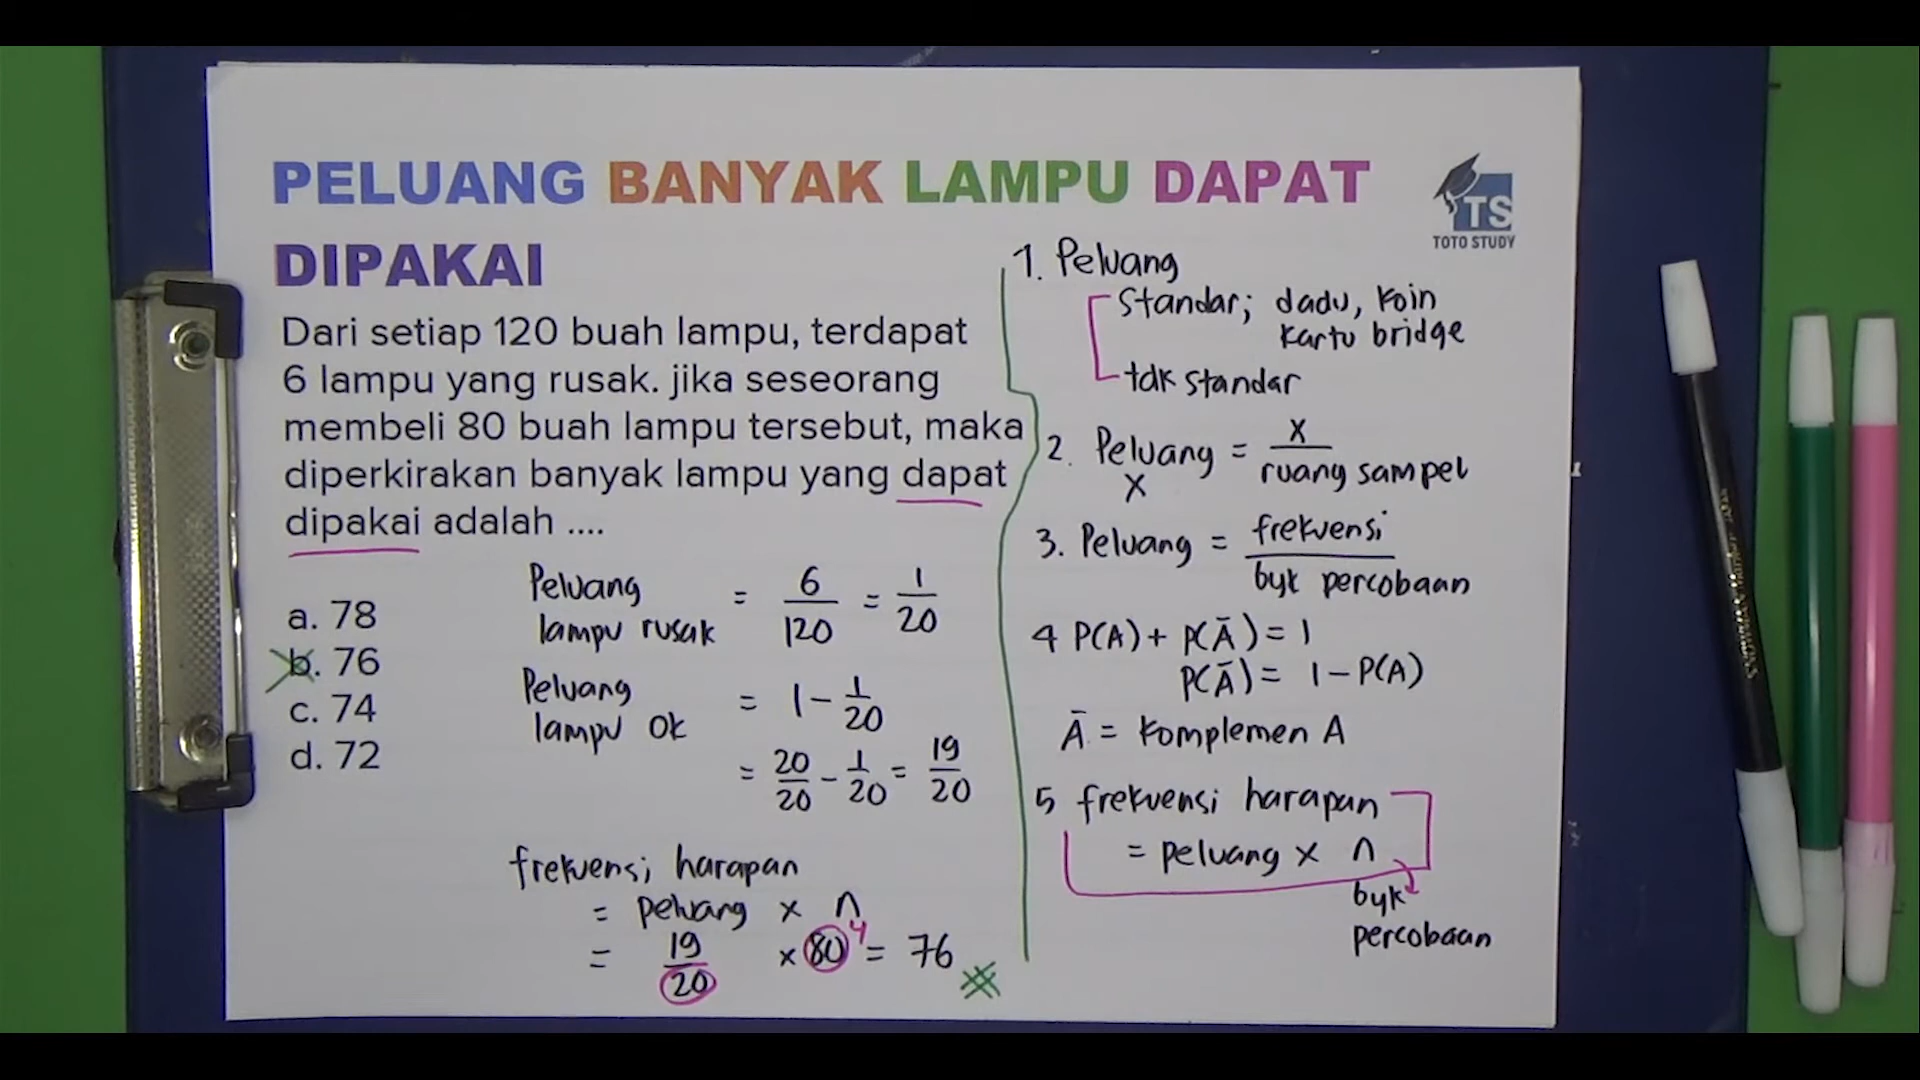 PELUANG BANYAK LAMPU DAPAT
DIPAKAI
TS
TOTO STUDY
Dari setiap 120 buah lampu, terdapat
6 lampu yang rusak. jika seseorang
membeli 80 buah lampu tersebut, maka
diperkirakan banyak lampu yang dapat
dipakai adalah ....
a. 78
b. 76
c. 74
d. 72
Peluang lampu rusak = 6/120 = 1/20
Peluang lampu ok = 1 - 1/20
= 20/20 - 1/20 = 19/20
frekuensi harapan
= peluang x n
= 19/20 x 80 4 = 76
1. Peluang
Standar; dadu, koin
kartu bridge
tdk standar
2. Peluang X = X/ruang sampel
3. Peluang = frekuensi/byk percobaan
4 P(A) + P(Ā) = 1
P(Ā) = 1 - P(A)
Ā = Komplemen A
5 frekuensi harapan
= peluang x n
byk
percobaan